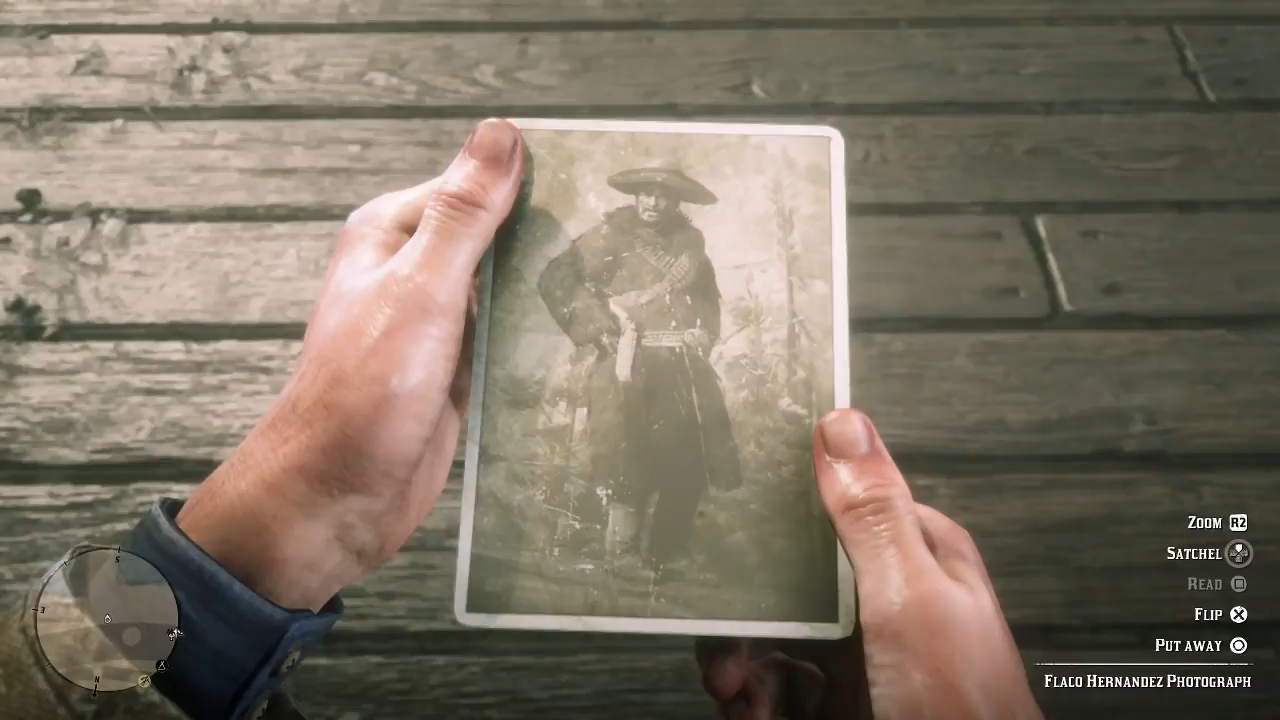 Zoom R2
Satchel
Read
Flip
Put away
Flaco Hernandez Photograph
S
E
N